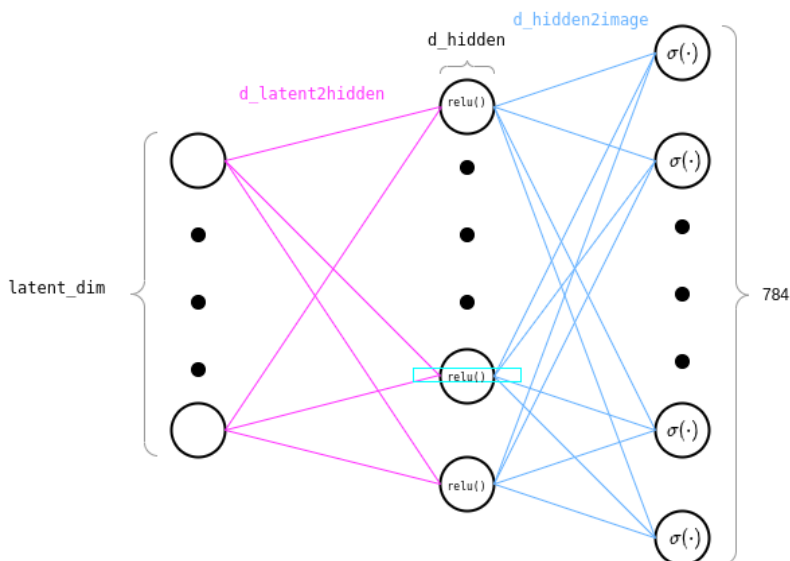 d_hidden2image
d_hidden
d_latent2hidden
σ(·)
relu()
σ(·)
latent_dim
784
relu()
σ(·)
relu()
σ(·)